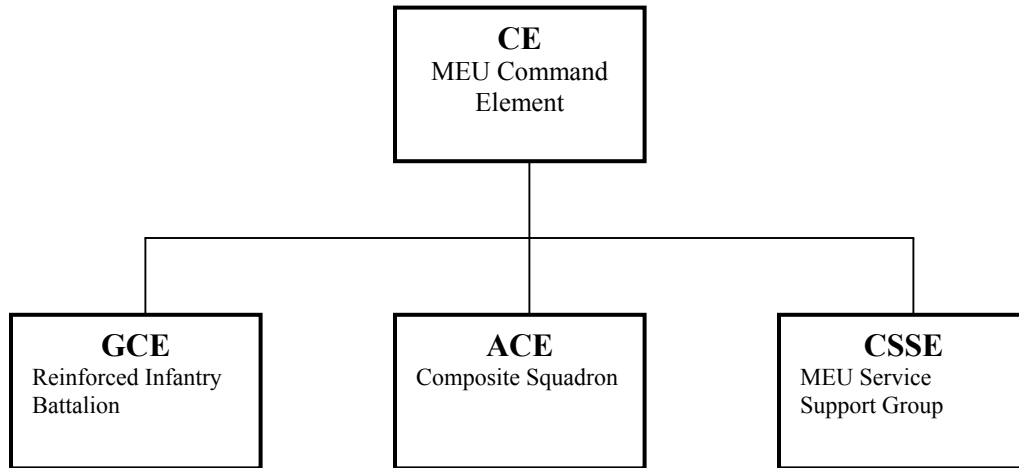 CE
MEU Command
Element
GCE
Reinforced Infantry
Battalion
ACE
Composite Squadron
CSSE
MEU Service
Support Group